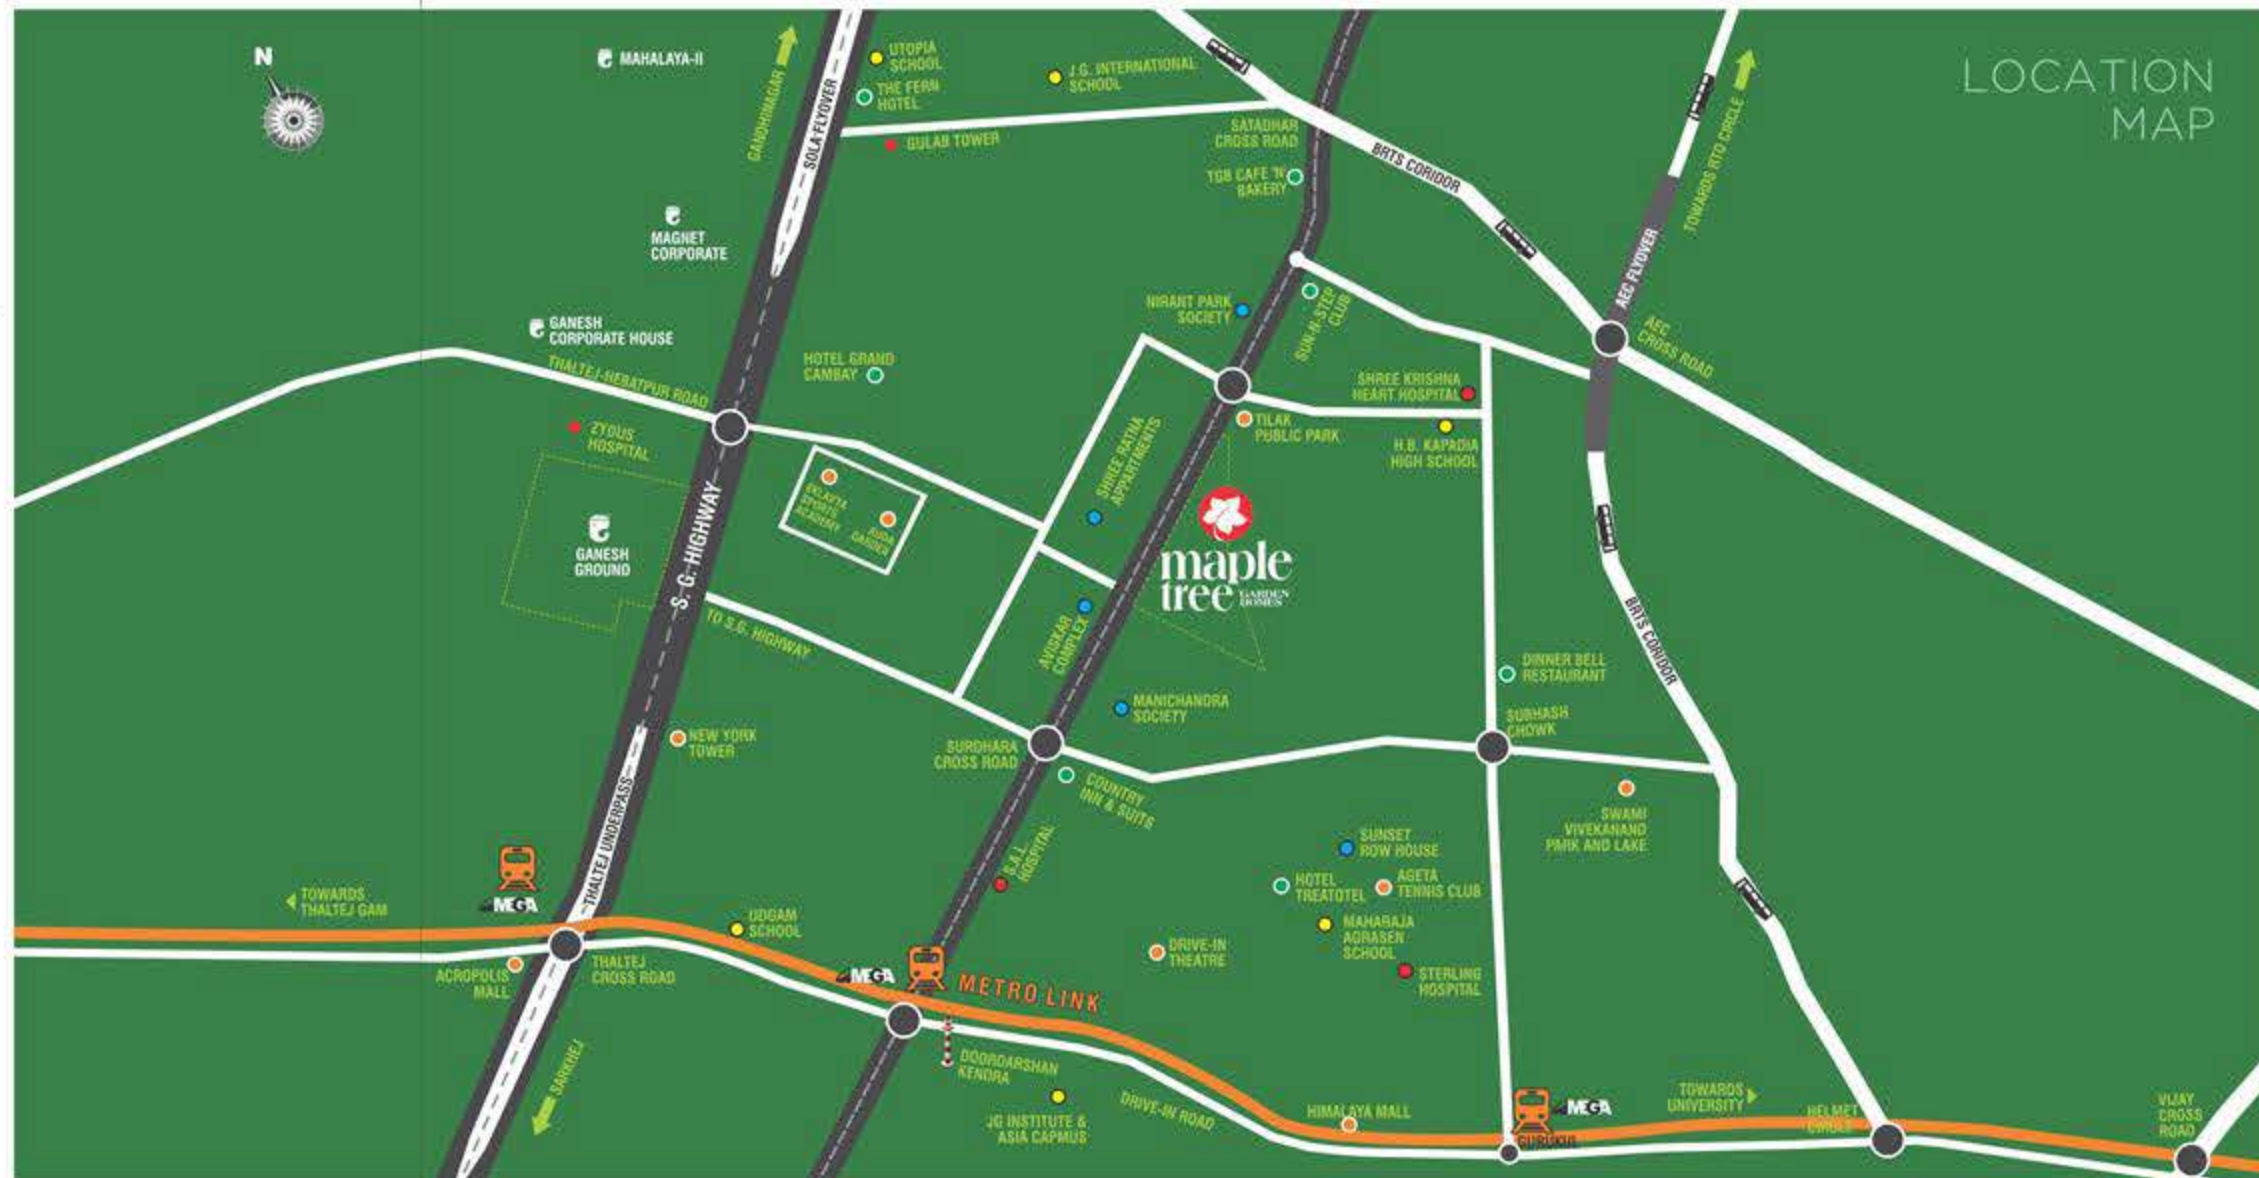 LOCATION
MAP
N
MAHALAYA-II
GANDHINAGAR
SOLA FLYOVER
UTOPIA
SCHOOL
THE FERN
HOTEL
J.G. INTERNATIONAL
SCHOOL
GULAB TOWER
SATADHAR
CROSS ROAD
TGB CAFE 'N'
BAKERY
BRTS CORIDOR
TOWARDS RTO CIRCLE
AEC FLYOVER
AEC
CROSS ROAD
MAGNET
CORPORATE
GANESH
CORPORATE HOUSE
THALTEJ-HEBATPUR ROAD
HOTEL GRAND
CAMBAY
NIRANT PARK
SOCIETY
SUN-N-STEP
CLUB
SHREE KRISHNA
HEART HOSPITAL
TILAK
PUBLIC PARK
H.B. KAPADIA
HIGH SCHOOL
ZYDUS
HOSPITAL
GANESH
GROUND
S. G. HIGHWAY
EKLAVYA
SPORTS
ACADEMY
AUDA
GARDEN
SHREE RATNA
APPARTMENTS
maple
tree GARDEN
HOMES
TO S.G. HIGHWAY
AVISKAR
COMPLEX
BRTS CORIDOR
MANICHANDRA
SOCIETY
DINNER BELL
RESTAURANT
NEW YORK
TOWER
SURDHARA
CROSS ROAD
SUBHASH
CHOWK
COUNTRY
INN & SUITS
THALTEJ UNDERPASS
S.A.L.
HOSPITAL
SUNSET
ROW HOUSE
SWAMI
VIVEKANAND
PARK AND LAKE
HOTEL
TREATOTEL
AGETA
TENNIS CLUB
TOWARDS
THALTEJ GAM
MEGA
UDGAM
SCHOOL
MAHARAJA
AGRASEN
SCHOOL
DRIVE-IN
THEATRE
STERLING
HOSPITAL
ACROPOLIS
MALL
THALTEJ
CROSS ROAD
MEGA
METRO LINK
SARKHEJ
DOORDARSHAN
KENDRA
JG INSTITUTE &
ASIA CAPMUS
DRIVE-IN ROAD
HIMALAYA MALL
MEGA
GURUKUL
TOWARDS
UNIVERSITY
HELMET
CIRCLE
VIJAY
CROSS
ROAD